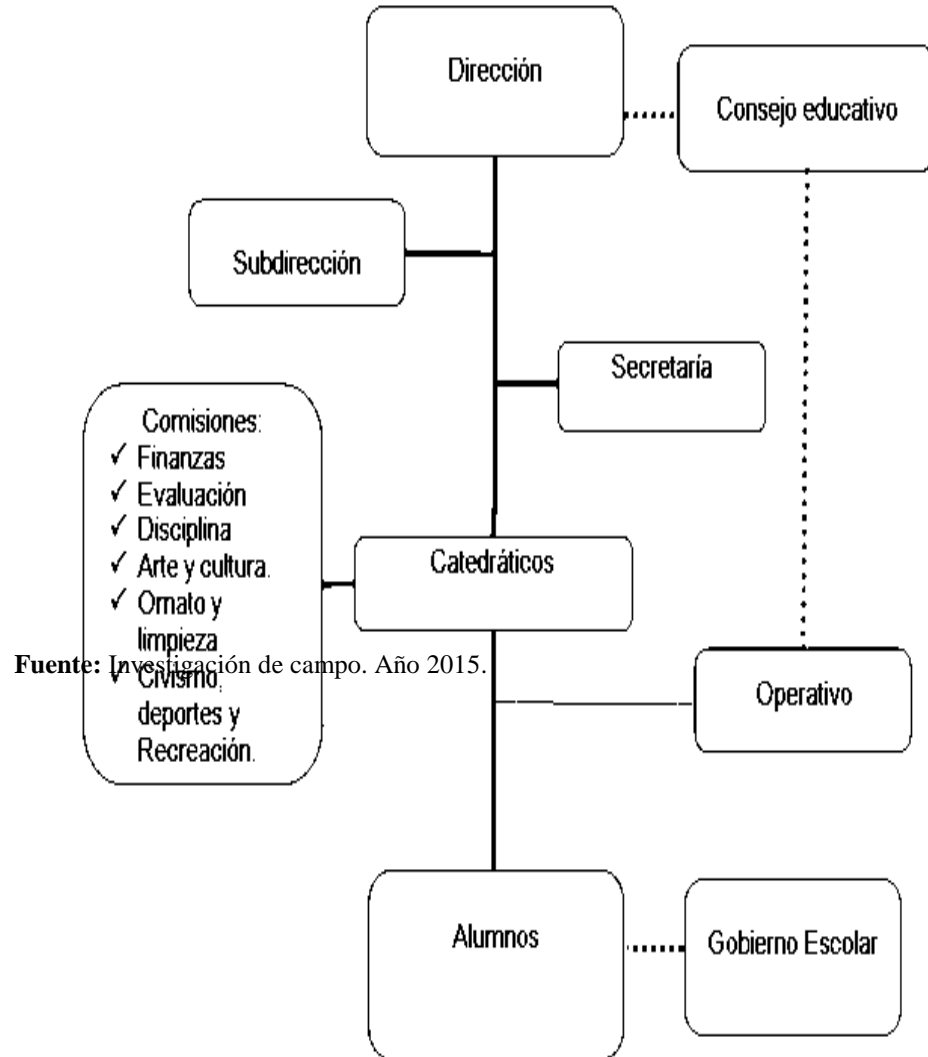 Dirección
Consejo educativo
Subdirección
Secretaría
Comisiones:
✓ Finanzas
✓ Evaluación
✓ Disciplina
✓ Arte y cultura.
✓ Ornato y
limpieza
✓ Civismo,
deportes y
Recreación.
Catedráticos
Fuente: Investigación de campo. Año 2015.
Operativo
Alumnos
Gobierno Escolar